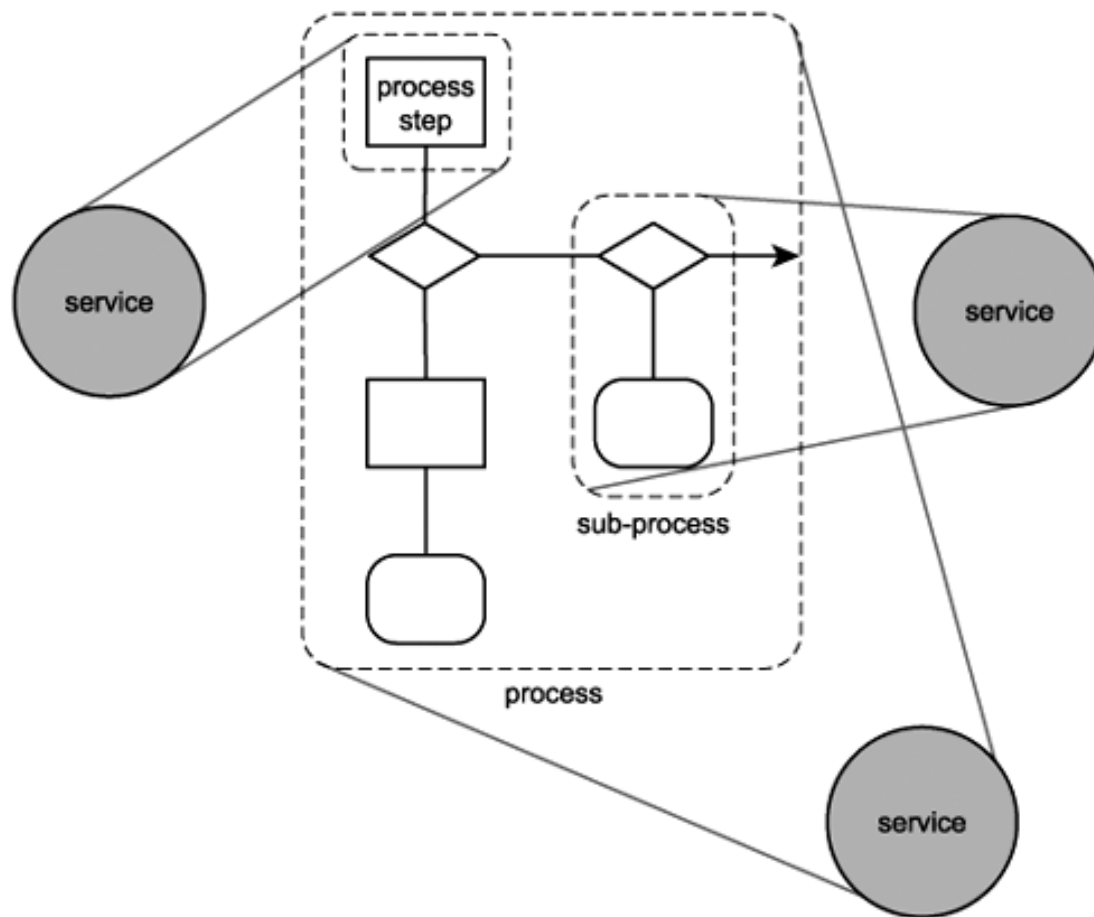 process
step
service
service
sub-process
process
service